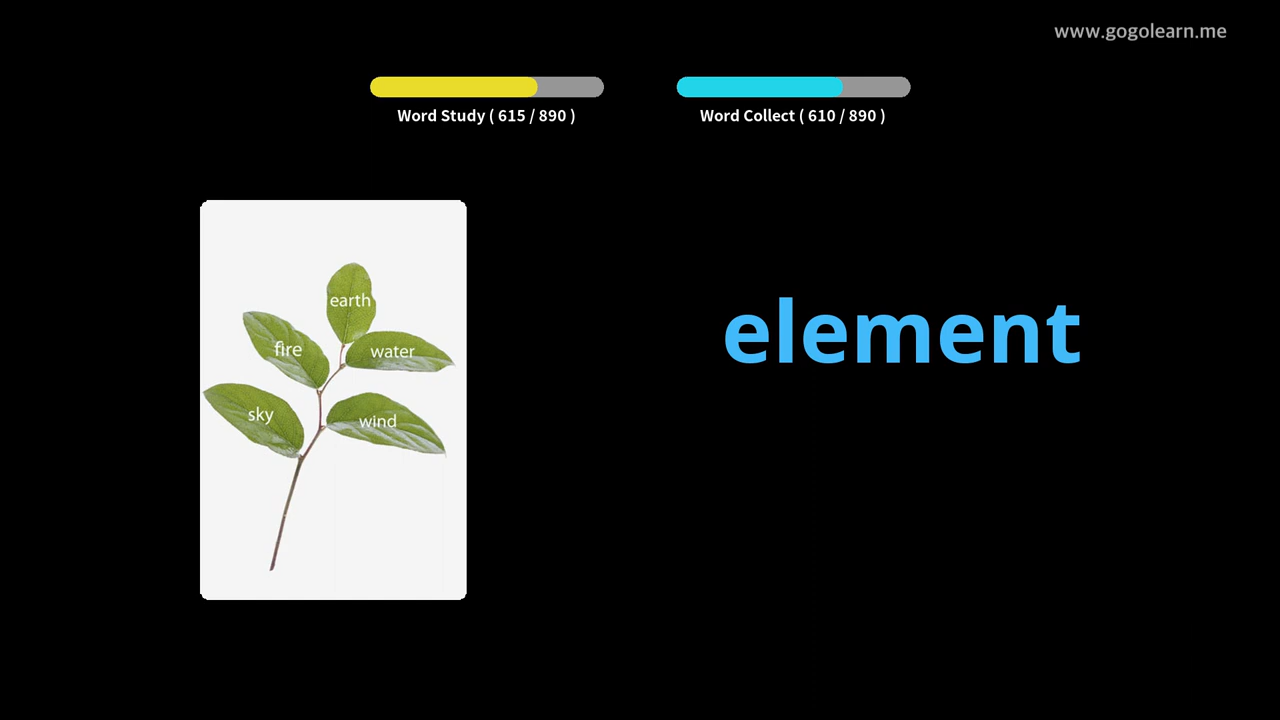 www.gogolearn.me
Word Study ( 615 / 890 )
Word Collect ( 610 / 890 )
earth
fire
water
sky
wind
element